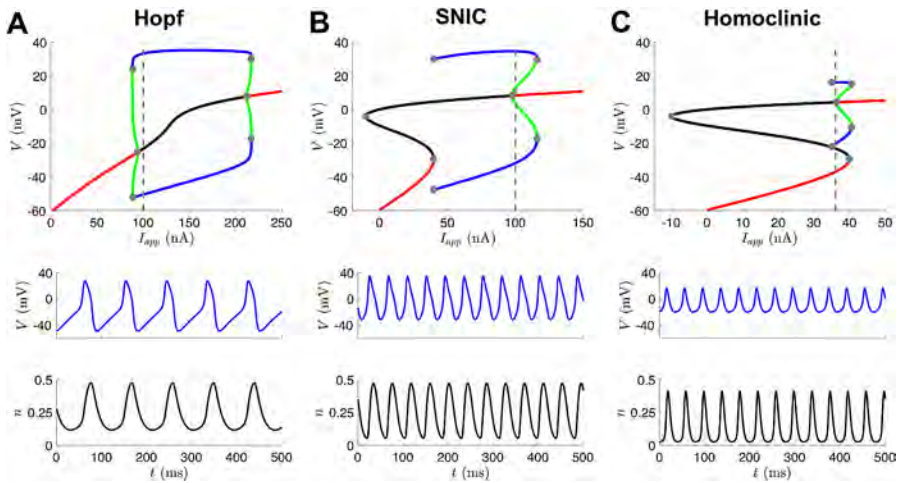 A Hopf
B SNIC
C Homoclinic
40
20
0
-20
-40
-60
V (mV)
0 50 100 150 200 250
I_app (nA)
40
20
0
-20
-40
-60
V (mV)
0 50 100 150
I_app (nA)
40
20
0
-20
-40
-60
V (mV)
-10 0 10 20 30 40 50
I_app (nA)
40
0
-40
V (mV)
40
0
-40
V (mV)
40
0
-40
V (mV)
0.5
0.25
0
n
0 100 200 300 400 500
t (ms)
0.5
0.25
0
n
0 100 200 300 400 500
t (ms)
0.5
0.25
0
n
0 100 200 300 400 500
t (ms)